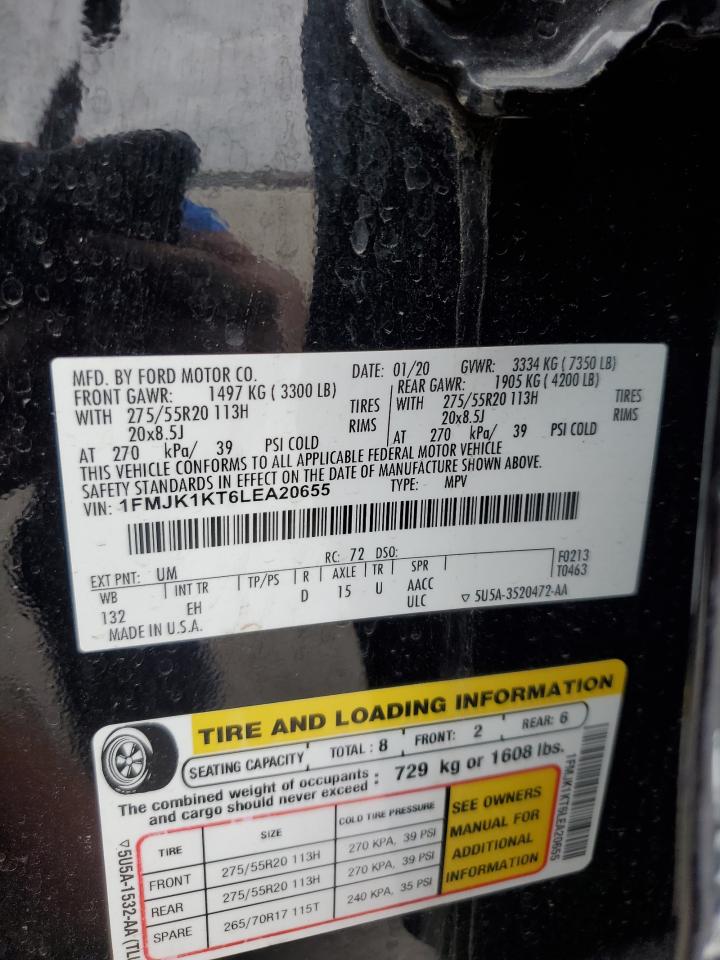 MFD. BY FORD MOTOR CO. DATE: 01/20 GVWR: 3334 KG ( 7350 LB)
FRONT GAWR: 1497 KG ( 3300 LB) REAR GAWR: 1905 KG ( 4200 LB)
WITH 275/55R20 113H TIRES WITH 275/55R20 113H TIRES
20x8.5J RIMS 20x8.5J RIMS
AT 270 kPa/ 39 PSI COLD AT 270 kPa/ 39 PSI COLD
THIS VEHICLE CONFORMS TO ALL APPLICABLE FEDERAL MOTOR VEHICLE
SAFETY STANDARDS IN EFFECT ON THE DATE OF MANUFACTURE SHOWN ABOVE.
VIN: 1FMJK1KT6LEA20655 TYPE: MPV
EXT PNT: UM RC: 72 DSO: F0213
WB INT TR TP/PS R AXLE TR SPR T0463
132 EH D 15 U AACC
ULC ▽ 5U5A-3520472-AA
MADE IN U.S.A.
TIRE AND LOADING INFORMATION
SEATING CAPACITY TOTAL : 8 FRONT: 2 REAR: 6
The combined weight of occupants
and cargo should never exceed : 729 kg or 1608 lbs.
TIRE SIZE COLD TIRE PRESSURE
FRONT 275/55R20 113H 270 KPA, 39 PSI
REAR 275/55R20 113H 270 KPA, 39 PSI
SPARE 265/70R17 115T 240 KPA, 35 PSI
SEE OWNERS
MANUAL FOR
ADDITIONAL
INFORMATION
1FMJK1KT6LEA20655
▽5U5A-1532-AA (TL